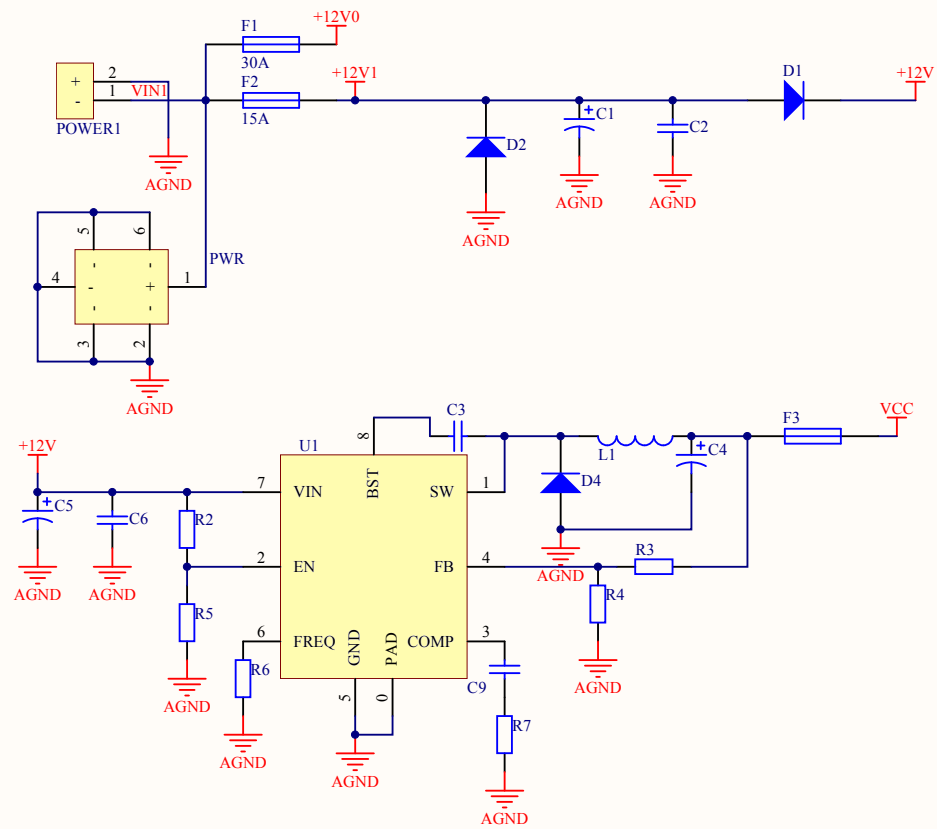 F1
+12V0
30A
F2
+12V1
15A
D1
+12V
+
-
2
1
VIN1
POWER1
AGND
D2
AGND
+
C1
AGND
C2
AGND
5
6
PWR
4
-
-
-
+
1
-
-
3
2
AGND
C3
8
U1
BST
F3
VCC
+12V
7
VIN
SW
1
L1
+
C4
D4
AGND
+
C5
AGND
C6
AGND
R2
2
EN
FB
4
R3
R4
AGND
R5
AGND
6
FREQ
R6
AGND
GND
PAD
COMP
3
5
0
AGND
C9
R7
AGND